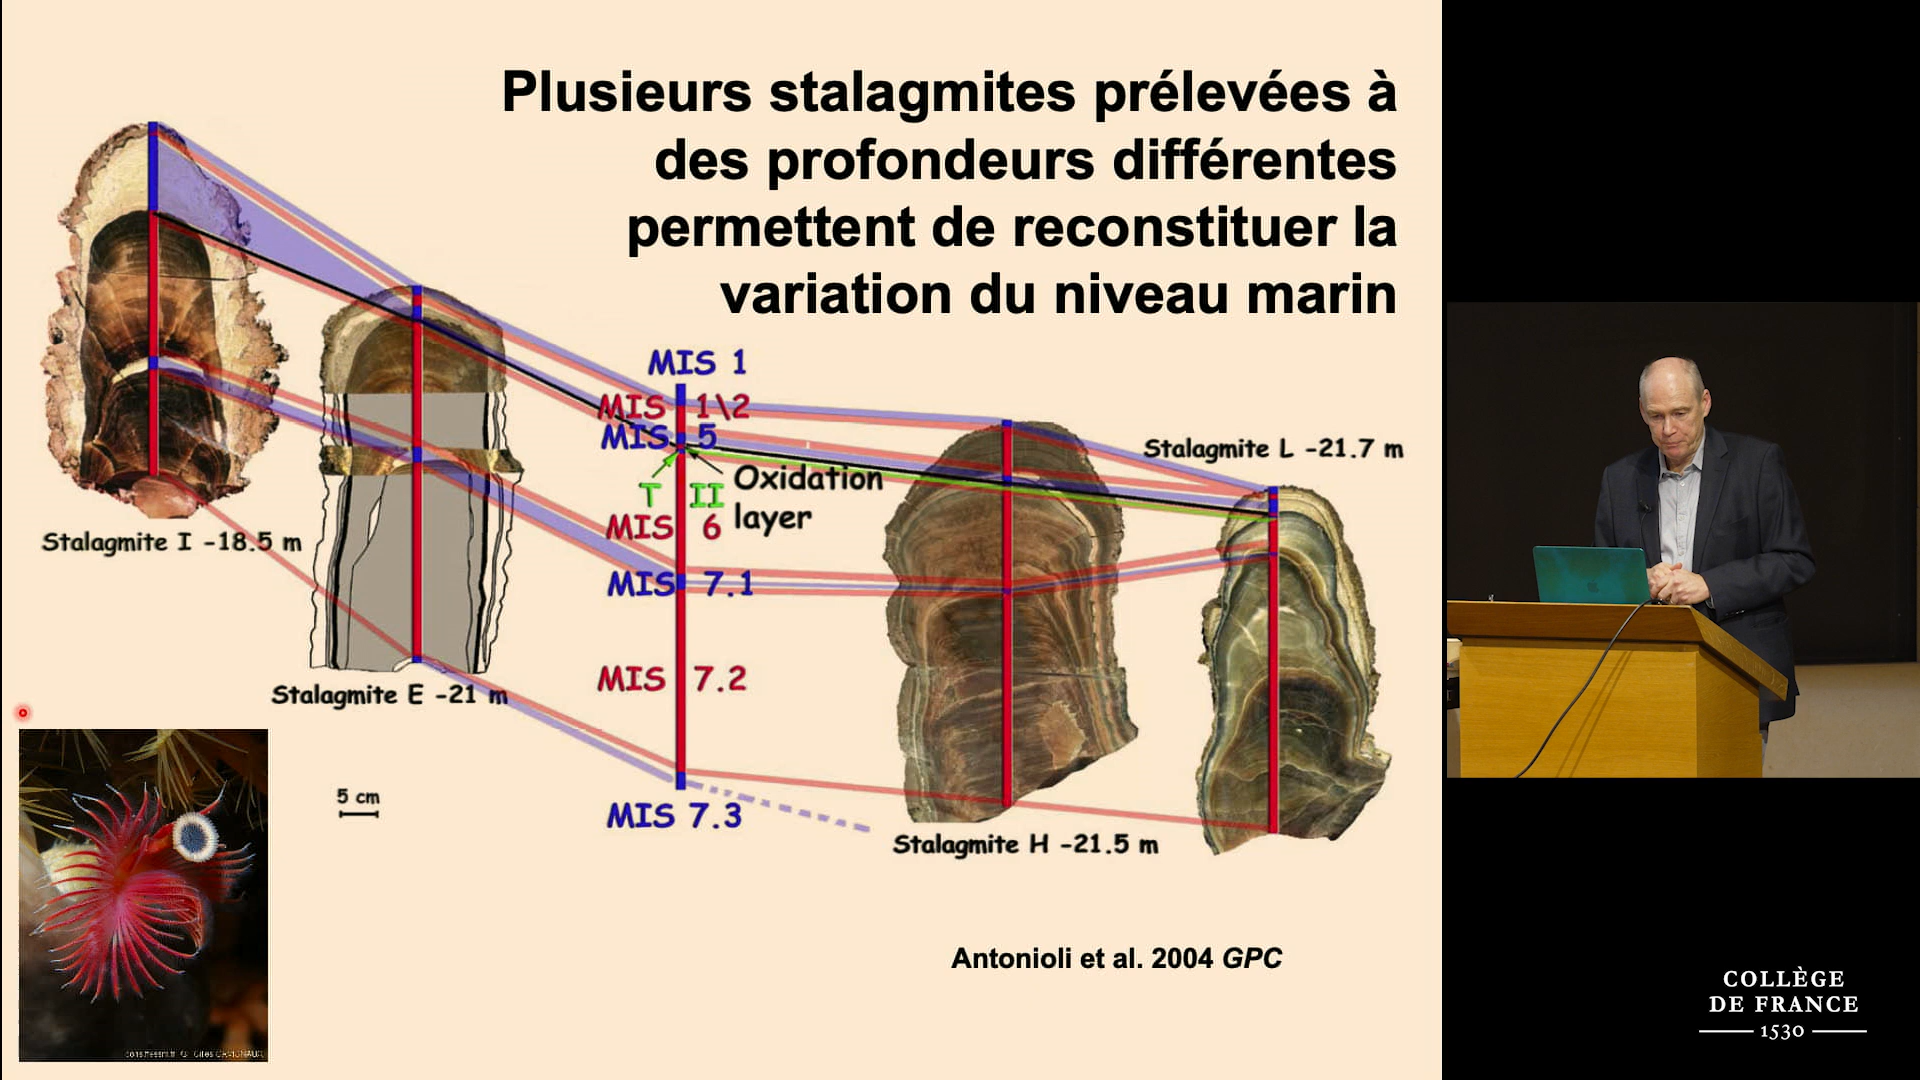 Plusieurs stalagmites prélevées à
des profondeurs différentes
permettent de reconstituer la
variation du niveau marin
MIS 1
MIS 1\2
MIS 5
T II
Oxidation
layer
MIS 6
MIS 7.1
MIS 7.2
MIS 7.3
Stalagmite I -18.5 m
Stalagmite E -21 m
Stalagmite L -21.7 m
Stalagmite H -21.5 m
5 cm
Antonioli et al. 2004 GPC
COLLÈGE
DE FRANCE
1530